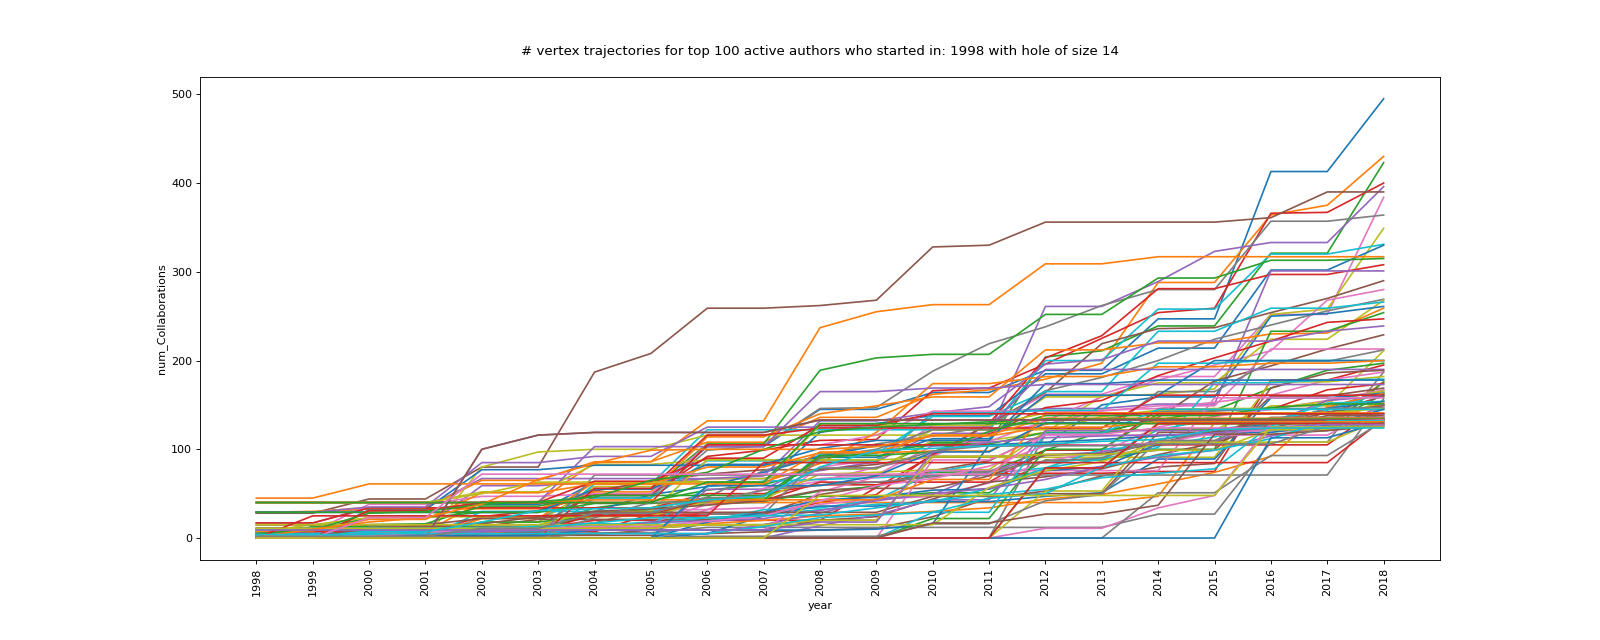 # vertex trajectories for top 100 active authors who started in: 1998 with hole of size 14
500
400
300
200
100
0
num_Collaborations
1998 1999 2000 2001 2002 2003 2004 2005 2006 2007 2008 2009 2010 2011 2012 2013 2014 2015 2016 2017 2018
year